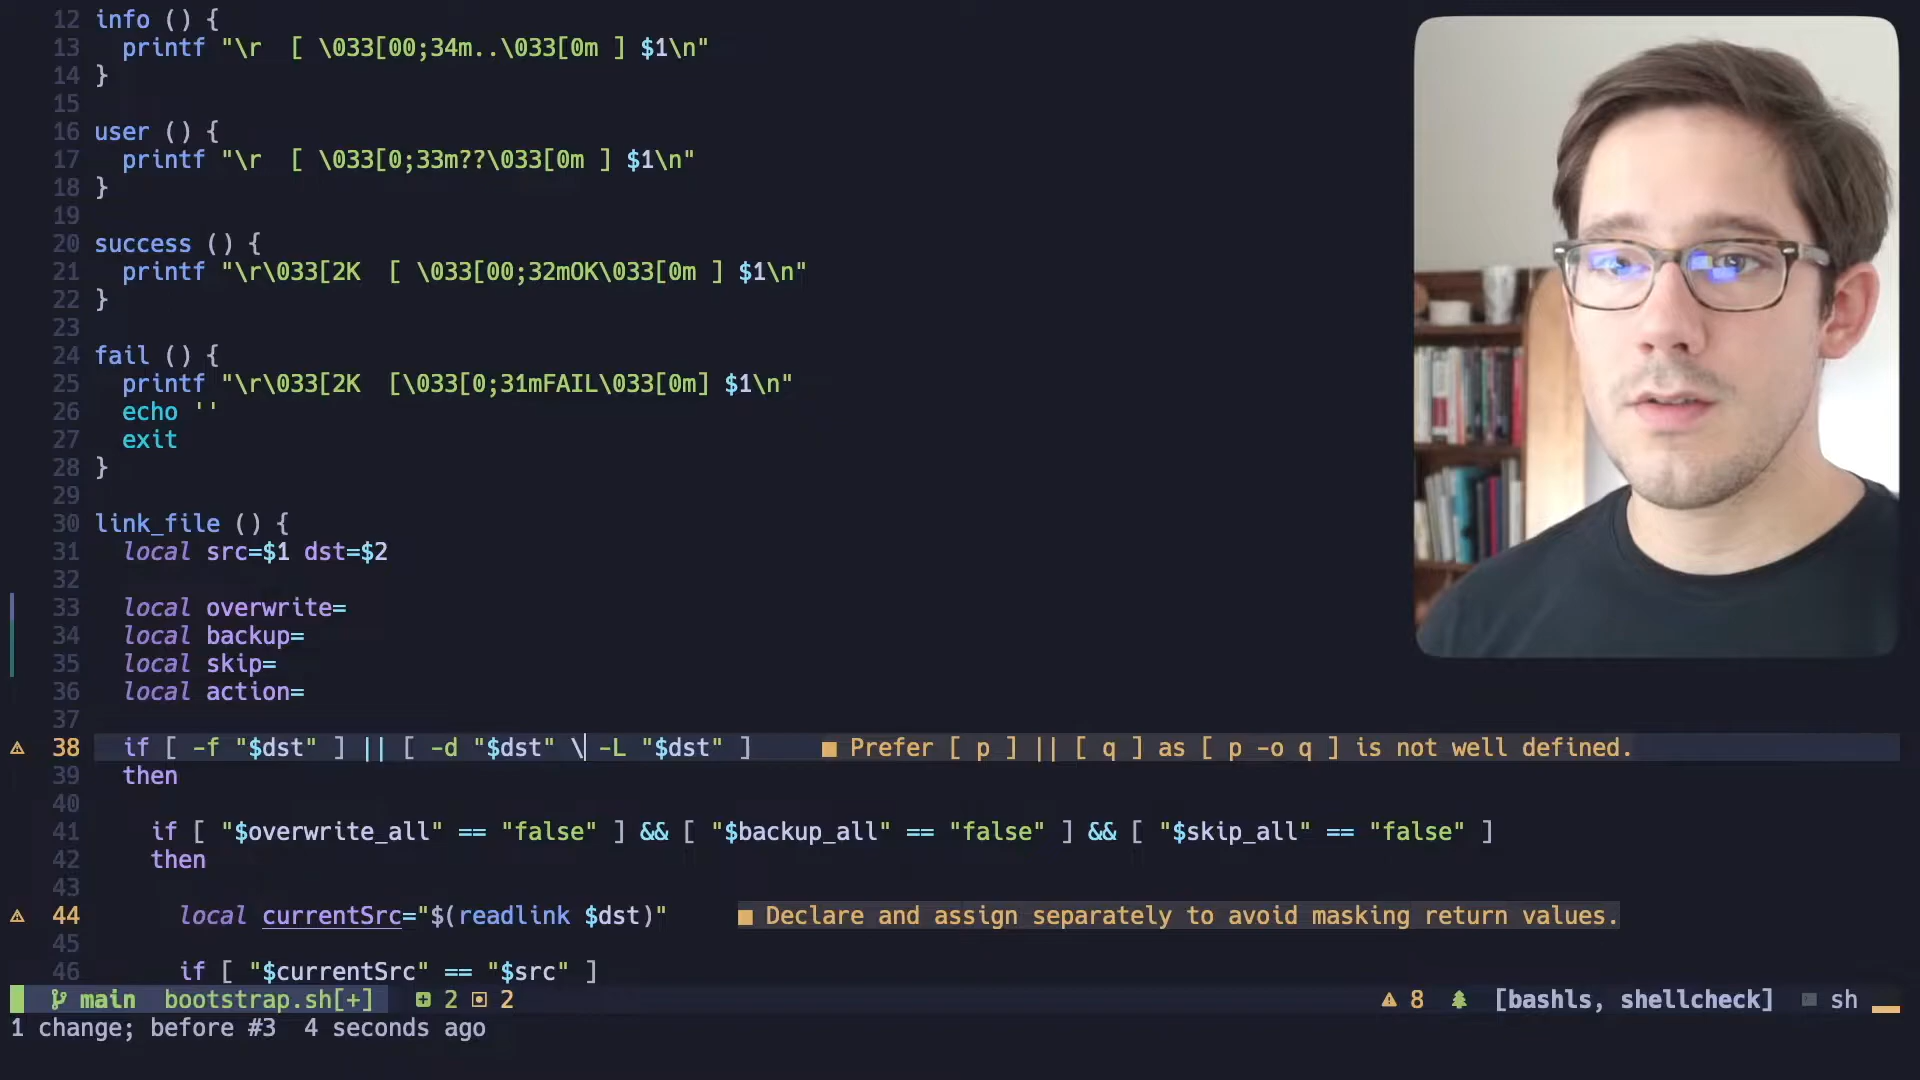 12 info () {
13   printf "\r  [ \033[00;34m..\033[0m ] $1\n"
14 }
15
16 user () {
17   printf "\r  [ \033[0;33m??\033[0m ] $1\n"
18 }
19
20 success () {
21   printf "\r\033[2K  [ \033[00;32mOK\033[0m ] $1\n"
22 }
23
24 fail () {
25   printf "\r\033[2K  [\033[0;31mFAIL\033[0m] $1\n"
26   echo ''
27   exit
28 }
29
30 link_file () {
31   local src=$1 dst=$2
32
33   local overwrite=
34   local backup=
35   local skip=
36   local action=
37
38   if [ -f "$dst" ] || [ -d "$dst" \ -L "$dst" ]     ■ Prefer [ p ] || [ q ] as [ p -o q ] is not well defined.
39   then
40
41     if [ "$overwrite_all" == "false" ] && [ "$backup_all" == "false" ] && [ "$skip_all" == "false" ]
42     then
43
44       local currentSrc="$(readlink $dst)"     ■ Declare and assign separately to avoid masking return values.
45
46       if [ "$currentSrc" == "$src" ]
main  bootstrap.sh[+]  2  2  8  [bashls, shellcheck]  sh
1 change; before #3  4 seconds ago